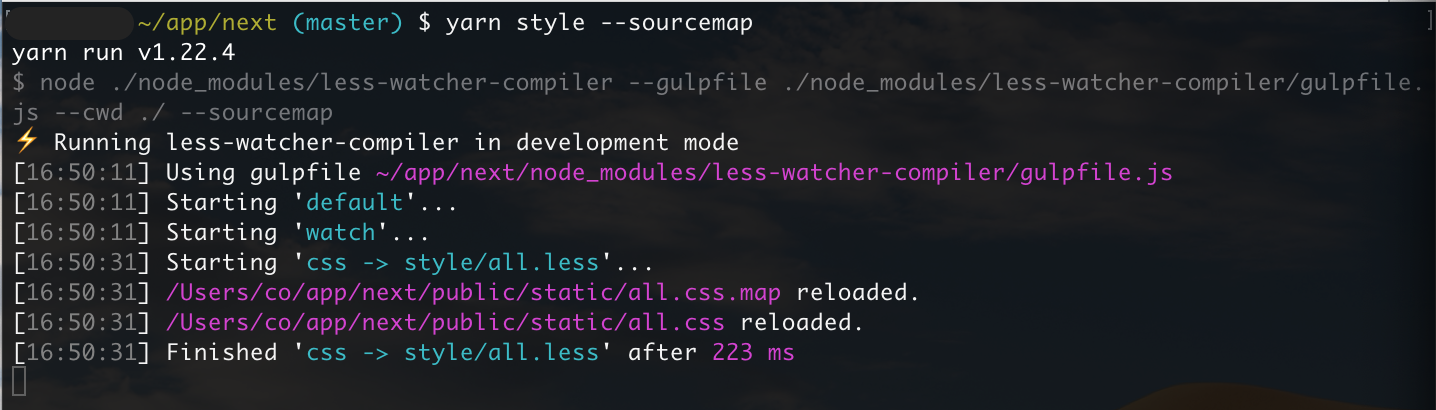 ~/app/next (master) $ yarn style --sourcemap
yarn run v1.22.4
$ node ./node_modules/less-watcher-compiler --gulpfile ./node_modules/less-watcher-compiler/gulpfile.
js --cwd ./ --sourcemap
⚡ Running less-watcher-compiler in development mode
[16:50:11] Using gulpfile ~/app/next/node_modules/less-watcher-compiler/gulpfile.js
[16:50:11] Starting 'default'...
[16:50:11] Starting 'watch'...
[16:50:31] Starting 'css -> style/all.less'...
[16:50:31] /Users/co/app/next/public/static/all.css.map reloaded.
[16:50:31] /Users/co/app/next/public/static/all.css reloaded.
[16:50:31] Finished 'css -> style/all.less' after 223 ms